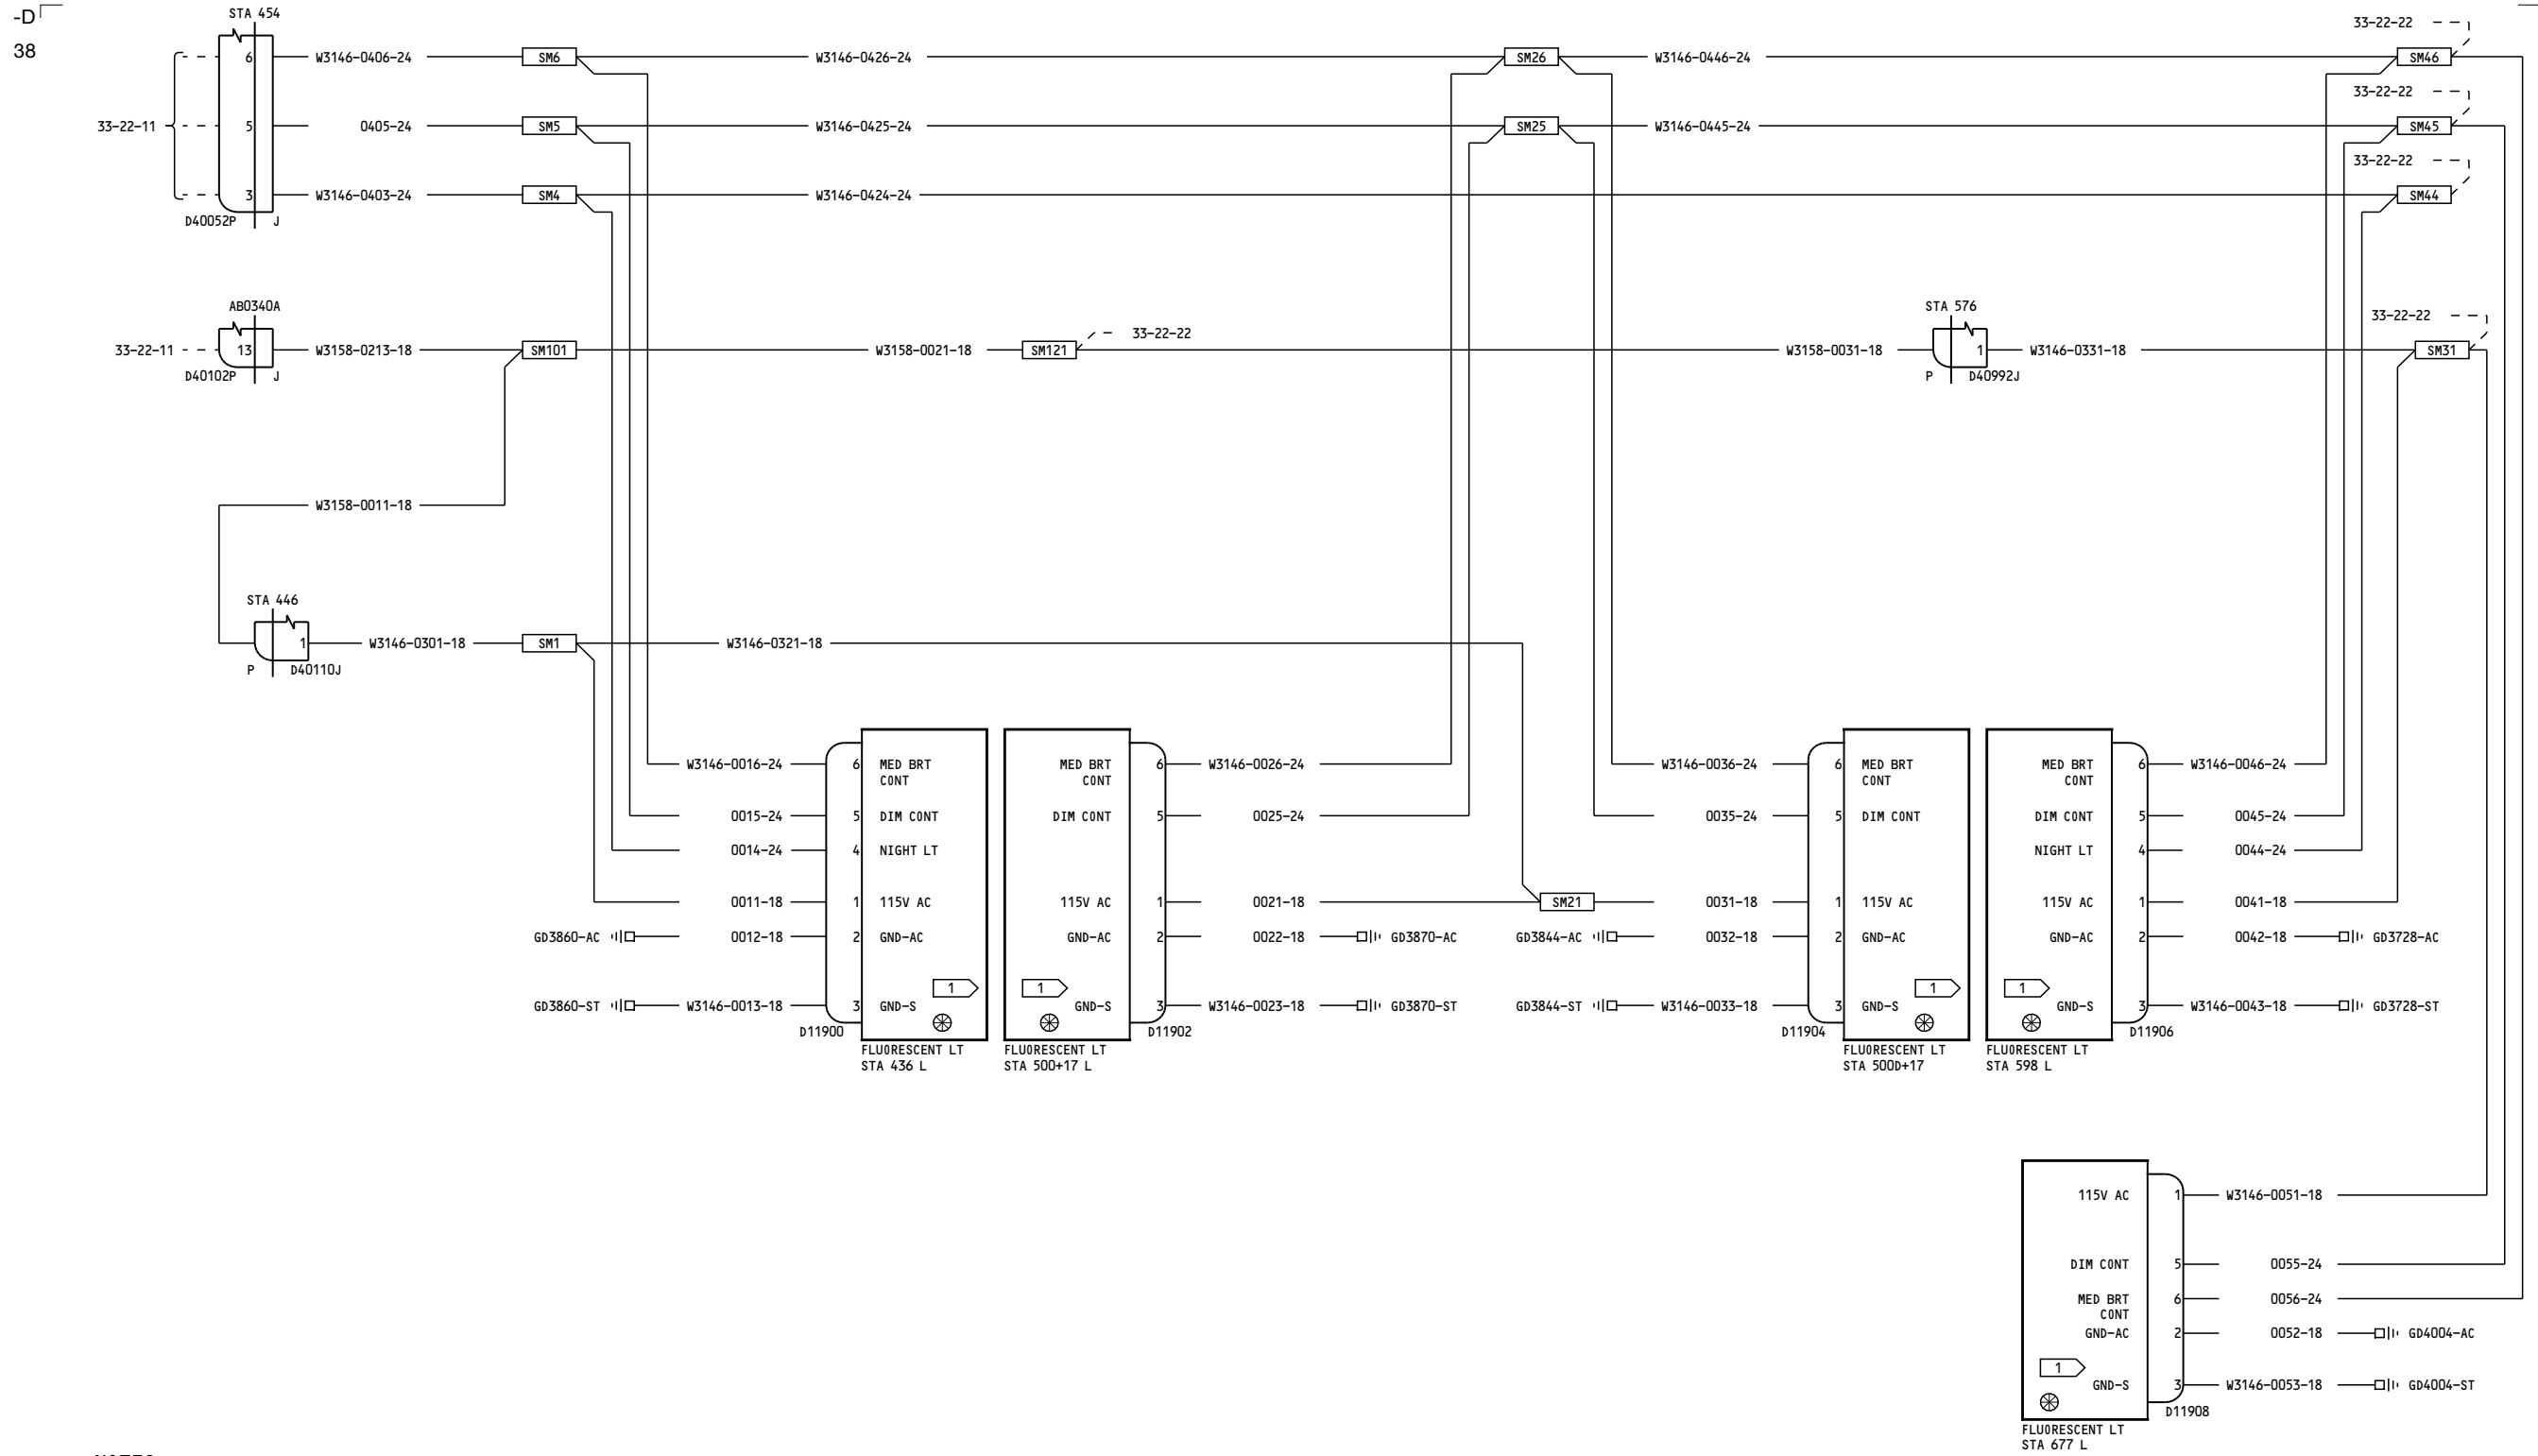 -D
STA 454
33-22-22
38
6 W3146-0406-24 SM6 W3146-0426-24 SM26 W3146-0446-24 SM46
33-22-22
33-22-11 5 0405-24 SM5 W3146-0425-24 SM25 W3146-0445-24 SM45
33-22-22
3 W3146-0403-24 SM4 W3146-0424-24 SM44
D40052P J
AB0340A STA 576
33-22-22
33-22-22
33-22-11 13 W3158-0213-18 SM101 W3158-0021-18 SM121 W3158-0031-18 1 W3146-0331-18 SM31
D40102P J P D40992J
W3158-0011-18
STA 446
1 W3146-0301-18 SM1 W3146-0321-18
P D40110J
W3146-0016-24 6 MED BRT MED BRT 6 W3146-0026-24 W3146-0036-24 6 MED BRT MED BRT 6 W3146-0046-24
CONT CONT CONT CONT
0015-24 5 DIM CONT DIM CONT 5 0025-24 0035-24 5 DIM CONT DIM CONT 5 0045-24
0014-24 4 NIGHT LT NIGHT LT 4 0044-24
0011-18 1 115V AC 115V AC 1 0021-18 SM21 0031-18 1 115V AC 115V AC 1 0041-18
GD3860-AC 0012-18 2 GND-AC GND-AC 2 0022-18 GD3870-AC GD3844-AC 0032-18 2 GND-AC GND-AC 2 0042-18 GD3728-AC
1 1 1 1
GD3860-ST W3146-0013-18 3 GND-S GND-S 3 W3146-0023-18 GD3870-ST GD3844-ST W3146-0033-18 3 GND-S GND-S 3 W3146-0043-18 GD3728-ST
D11900 D11902 D11904 D11906
FLUORESCENT LT FLUORESCENT LT FLUORESCENT LT FLUORESCENT LT
STA 436 L STA 500+17 L STA 500D+17 STA 598 L
115V AC 1 W3146-0051-18
DIM CONT 5 0055-24
MED BRT 6 0056-24
CONT
GND-AC 2 0052-18 GD4004-AC
1
GND-S 3 W3146-0053-18 GD4004-ST
D11908
FLUORESCENT LT
STA 677 L